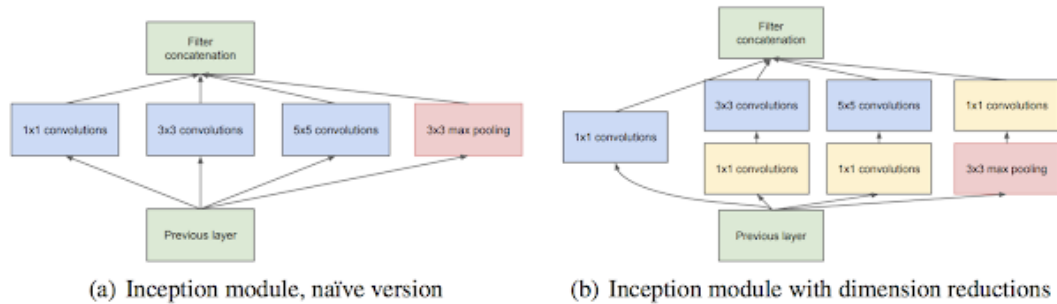 Filter
concatenation
1x1 convolutions
3x3 convolutions
5x5 convolutions
3x3 max pooling
Previous layer
(a) Inception module, naïve version
Filter
concatenation
3x3 convolutions
5x5 convolutions
1x1 convolutions
1x1 convolutions
1x1 convolutions
1x1 convolutions
3x3 max pooling
Previous layer
(b) Inception module with dimension reductions